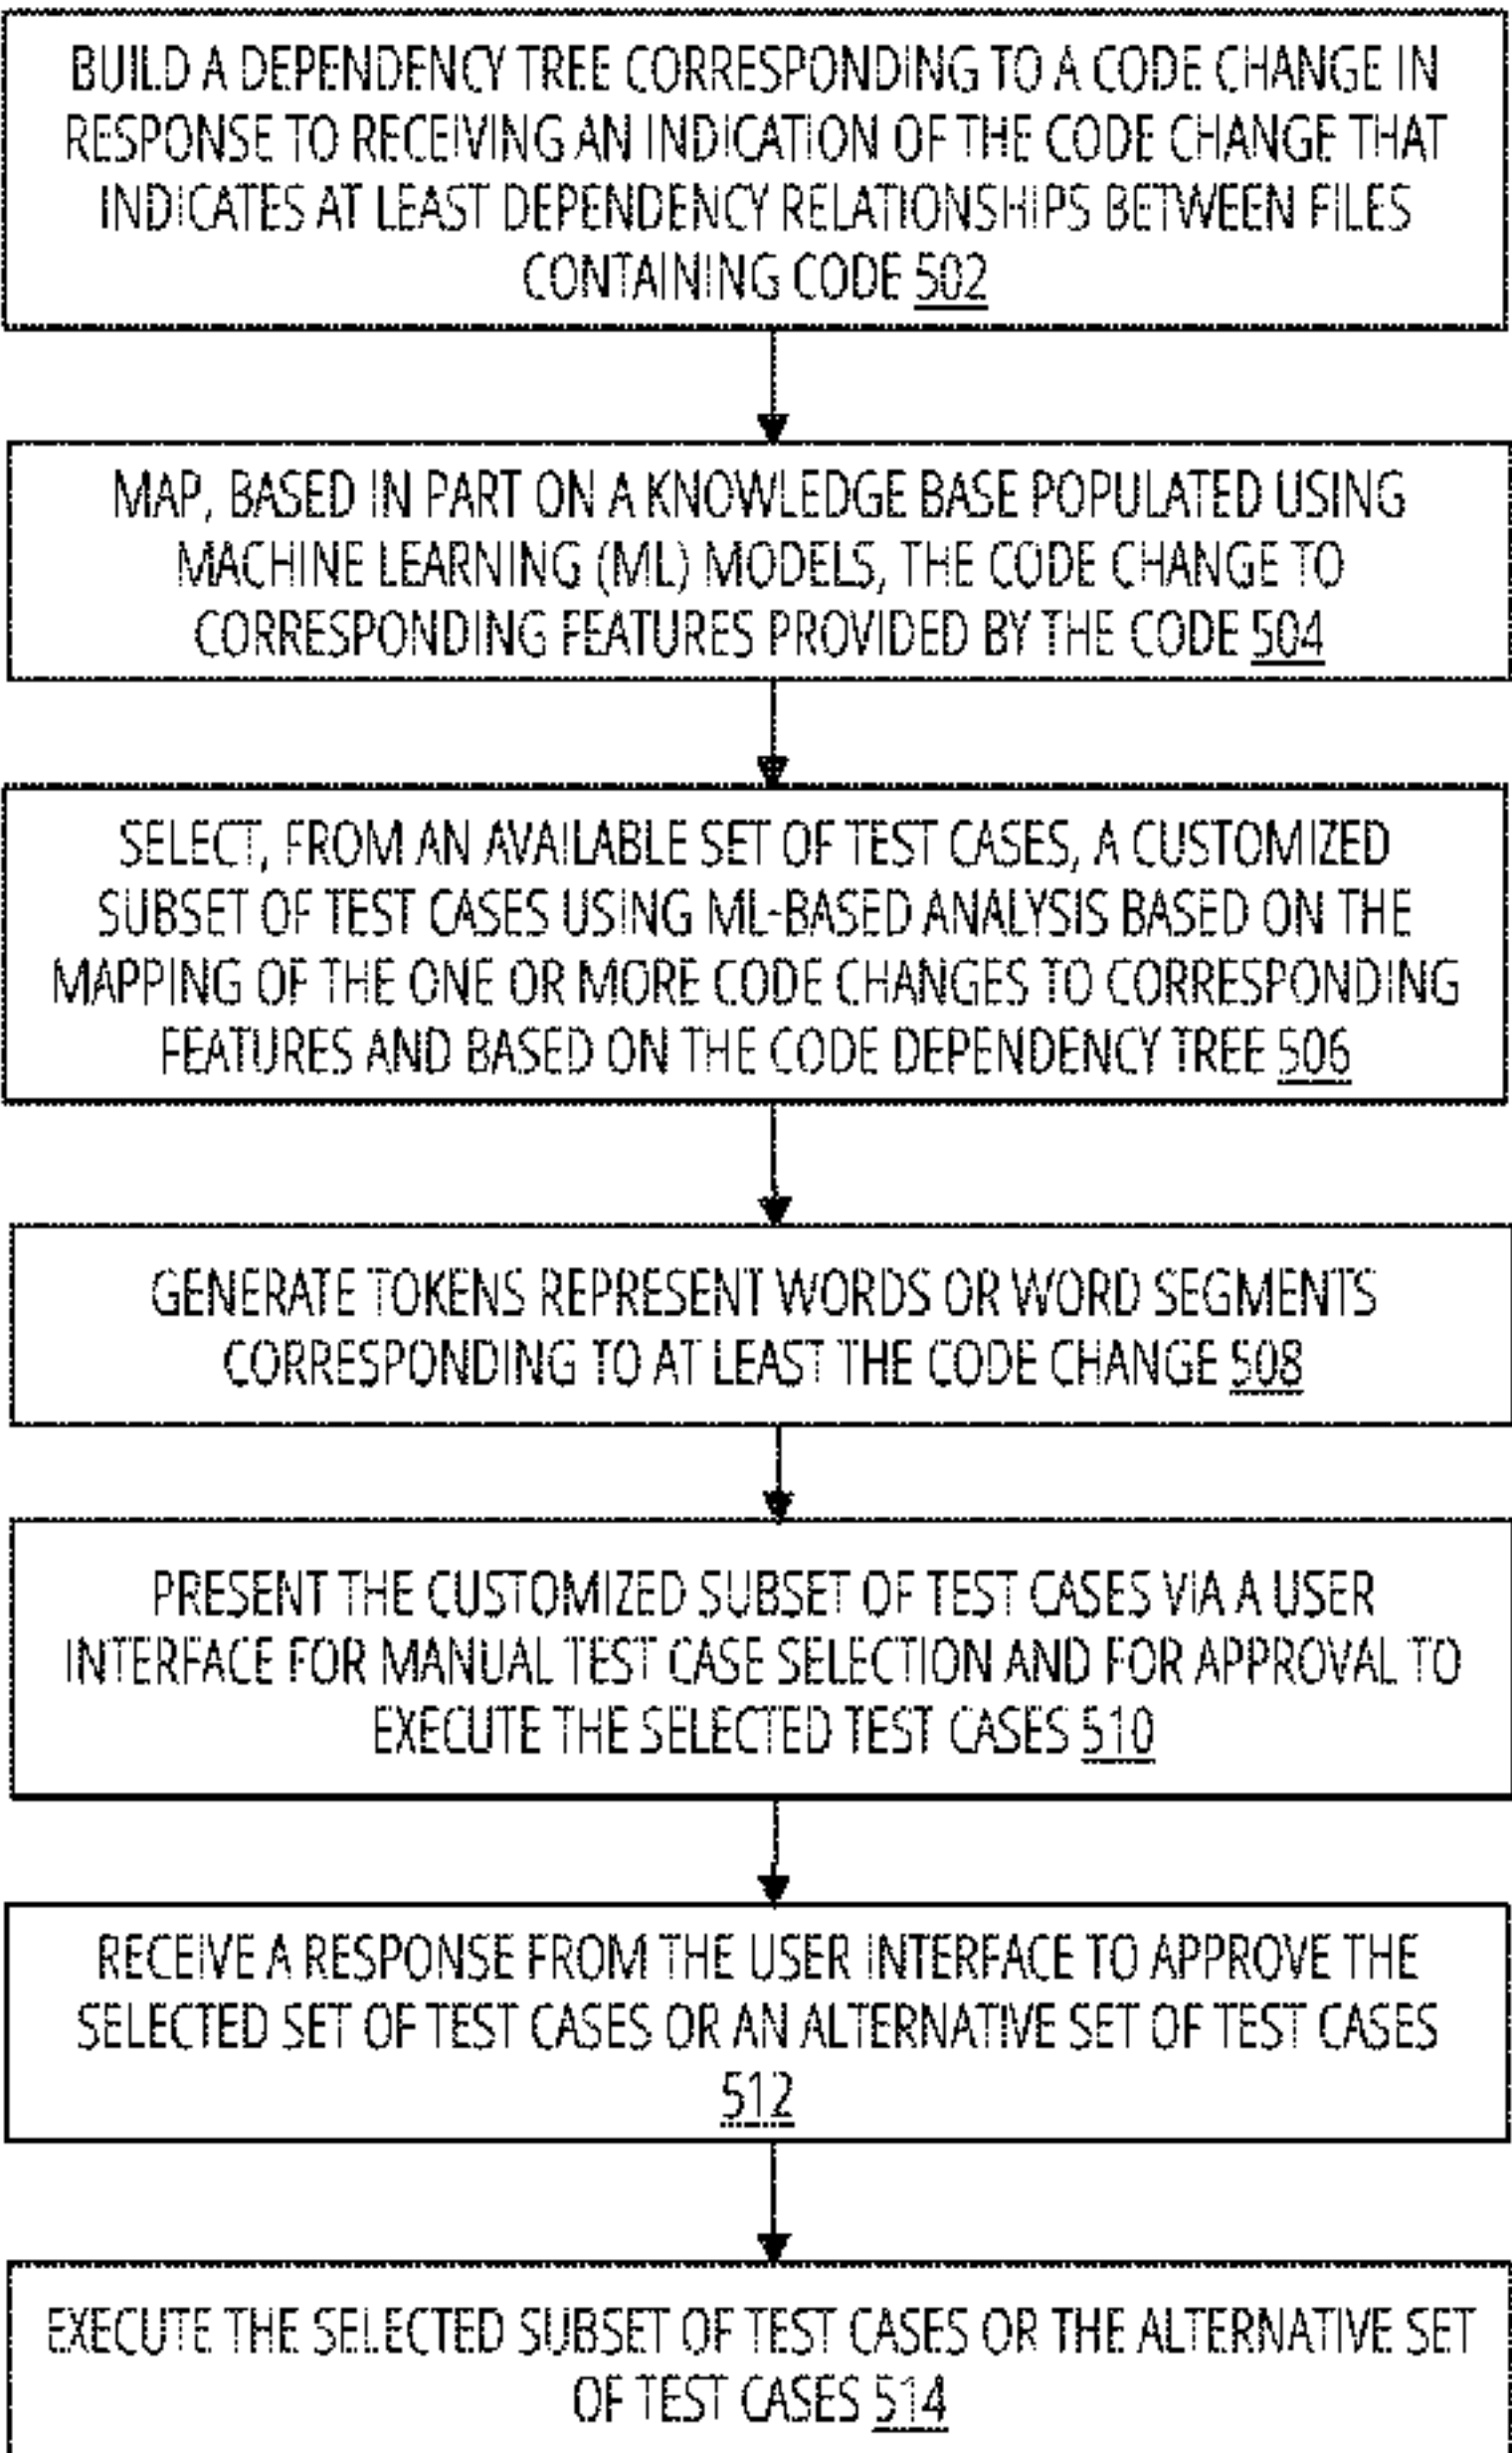 BUILD A DEPENDENCY TREE CORRESPONDING TO A CODE CHANGE IN
RESPONSE TO RECEIVING AN INDICATION OF THE CODE CHANGE THAT
INDICATES AT LEAST DEPENDENCY RELATIONSHIPS BETWEEN FILES
CONTAINING CODE 502
MAP, BASED IN PART ON A KNOWLEDGE BASE POPULATED USING
MACHINE LEARNING (ML) MODELS, THE CODE CHANGE TO
CORRESPONDING FEATURES PROVIDED BY THE CODE 504
SELECT, FROM AN AVAILABLE SET OF TEST CASES, A CUSTOMIZED
SUBSET OF TEST CASES USING ML-BASED ANALYSIS BASED ON THE
MAPPING OF THE ONE OR MORE CODE CHANGES TO CORRESPONDING
FEATURES AND BASED ON THE CODE DEPENDENCY TREE 506
GENERATE TOKENS REPRESENT WORDS OR WORD SEGMENTS
CORRESPONDING TO AT LEAST THE CODE CHANGE 508
PRESENT THE CUSTOMIZED SUBSET OF TEST CASES VIA A USER
INTERFACE FOR MANUAL TEST CASE SELECTION AND FOR APPROVAL TO
EXECUTE THE SELECTED TEST CASES 510
RECEIVE A RESPONSE FROM THE USER INTERFACE TO APPROVE THE
SELECTED SET OF TEST CASES OR AN ALTERNATIVE SET OF TEST CASES
512
EXECUTE THE SELECTED SUBSET OF TEST CASES OR THE ALTERNATIVE SET
OF TEST CASES 514